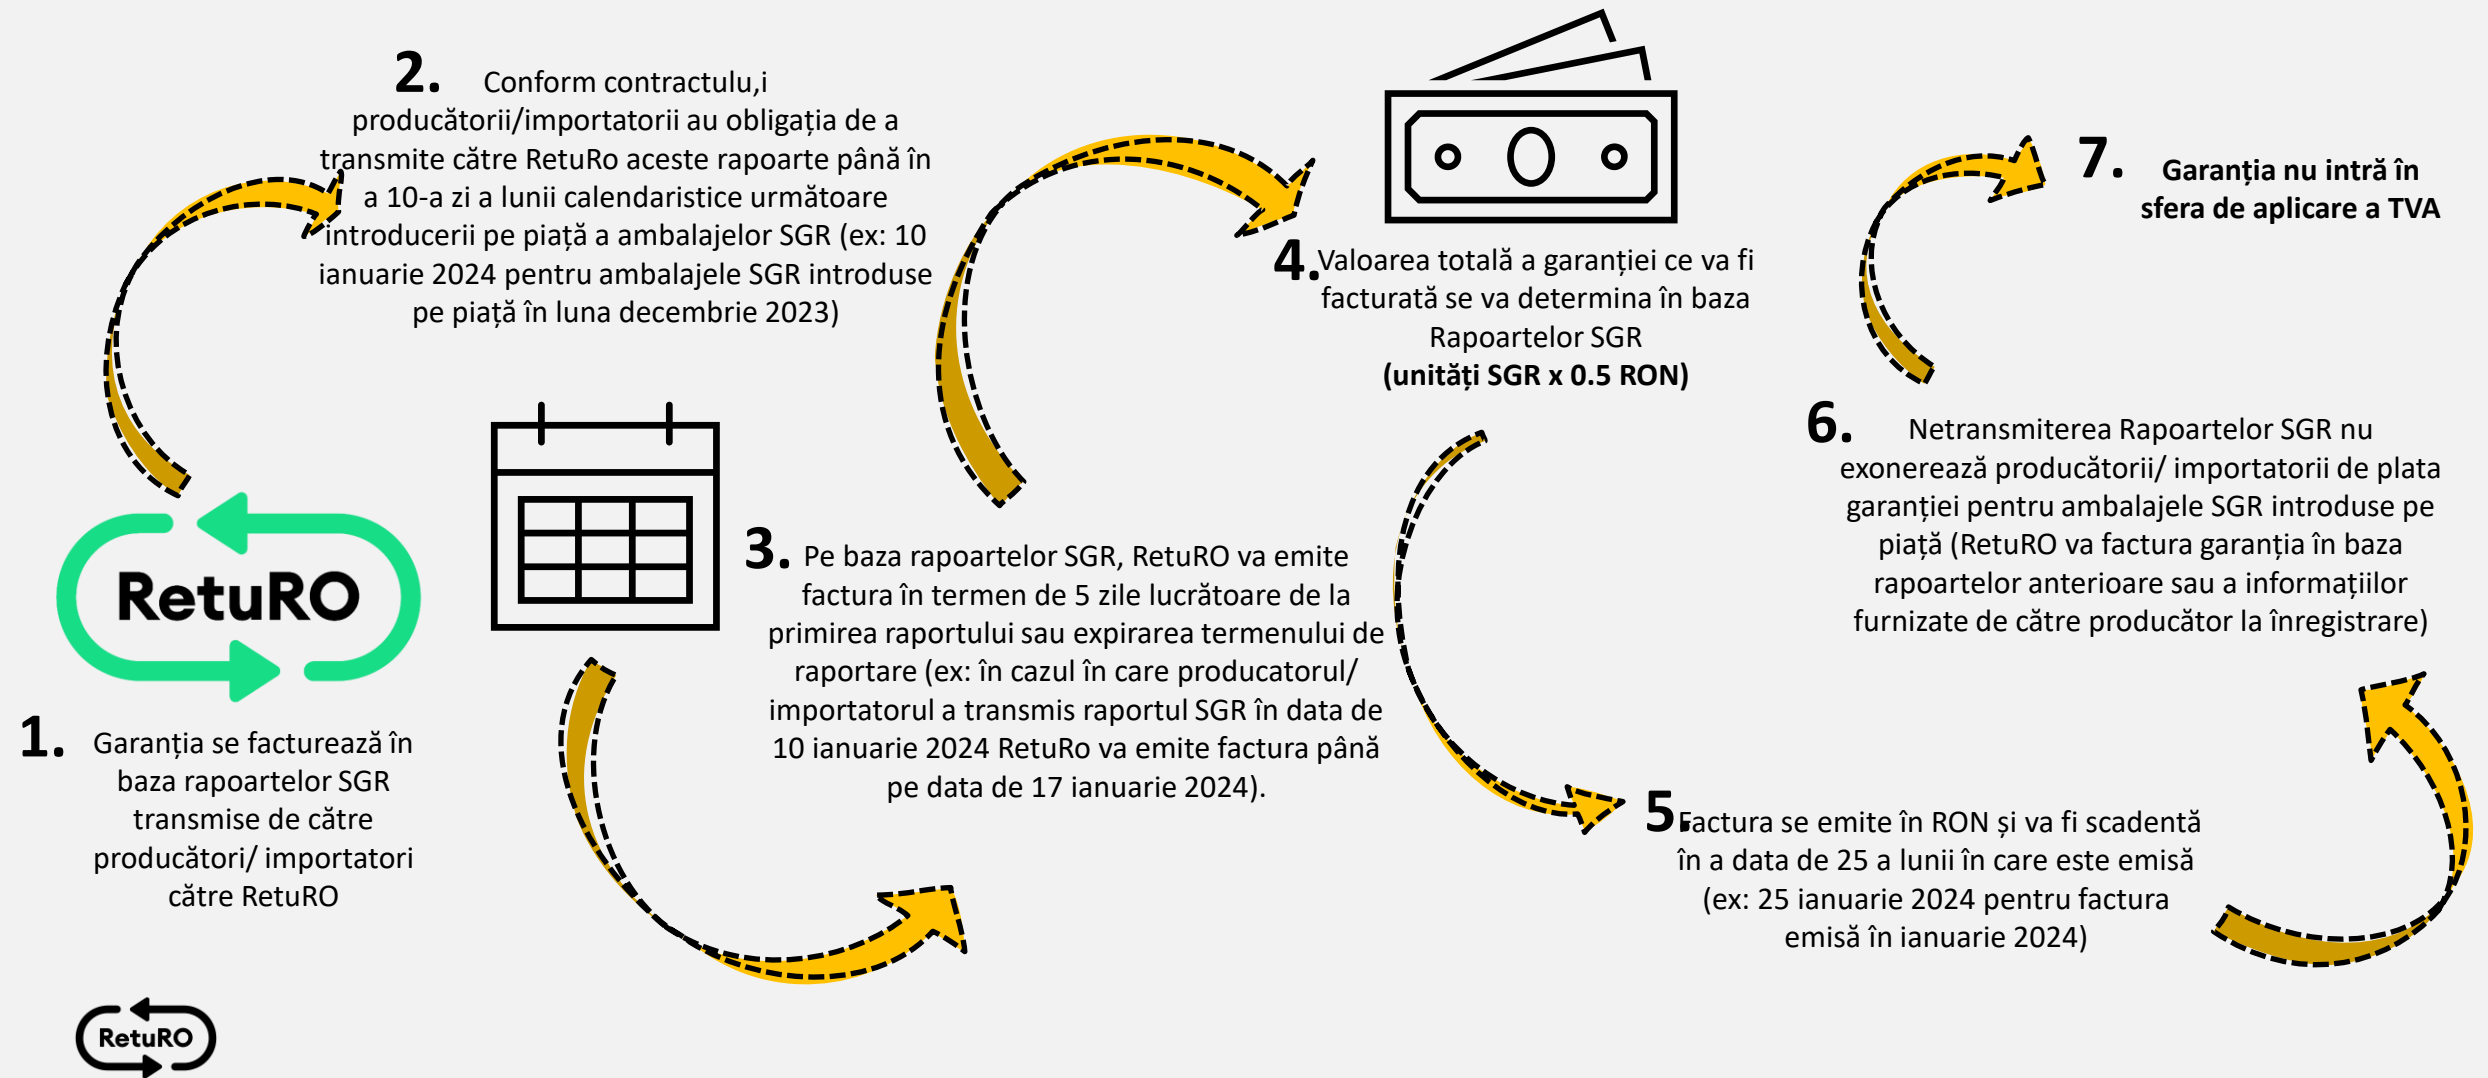 2. Conform contractulu,i
producătorii/importatorii au obligația de a
transmite către RetuRo aceste rapoarte până în
a 10-a zi a lunii calendaristice următoare
introducerii pe piață a ambalajelor SGR (ex: 10
ianuarie 2024 pentru ambalajele SGR introduse
pe piață în luna decembrie 2023)
RetuRO
1. Garanția se facturează în
baza rapoartelor SGR
transmise de către
producători/ importatori
către RetuRO
3. Pe baza rapoartelor SGR, RetuRO va emite
factura în termen de 5 zile lucrătoare de la
primirea raportului sau expirarea termenului de
raportare (ex: în cazul în care producatorul/
importatorul a transmis raportul SGR în data de
10 ianuarie 2024 RetuRo va emite factura până
pe data de 17 ianuarie 2024).
4. Valoarea totală a garanției ce va fi
facturată se va determina în baza
Rapoartelor SGR
(unități SGR x 0.5 RON)
5. Factura se emite în RON și va fi scadentă
în a data de 25 a lunii în care este emisă
(ex: 25 ianuarie 2024 pentru factura
emisă în ianuarie 2024)
6. Netransmiterea Rapoartelor SGR nu
exonerează producătorii/ importatorii de plata
garanției pentru ambalajele SGR introduse pe
piață (RetuRO va factura garanția în baza
rapoartelor anterioare sau a informațiilor
furnizate de către producător la înregistrare)
7. Garanția nu intră în
sfera de aplicare a TVA
RetuRO